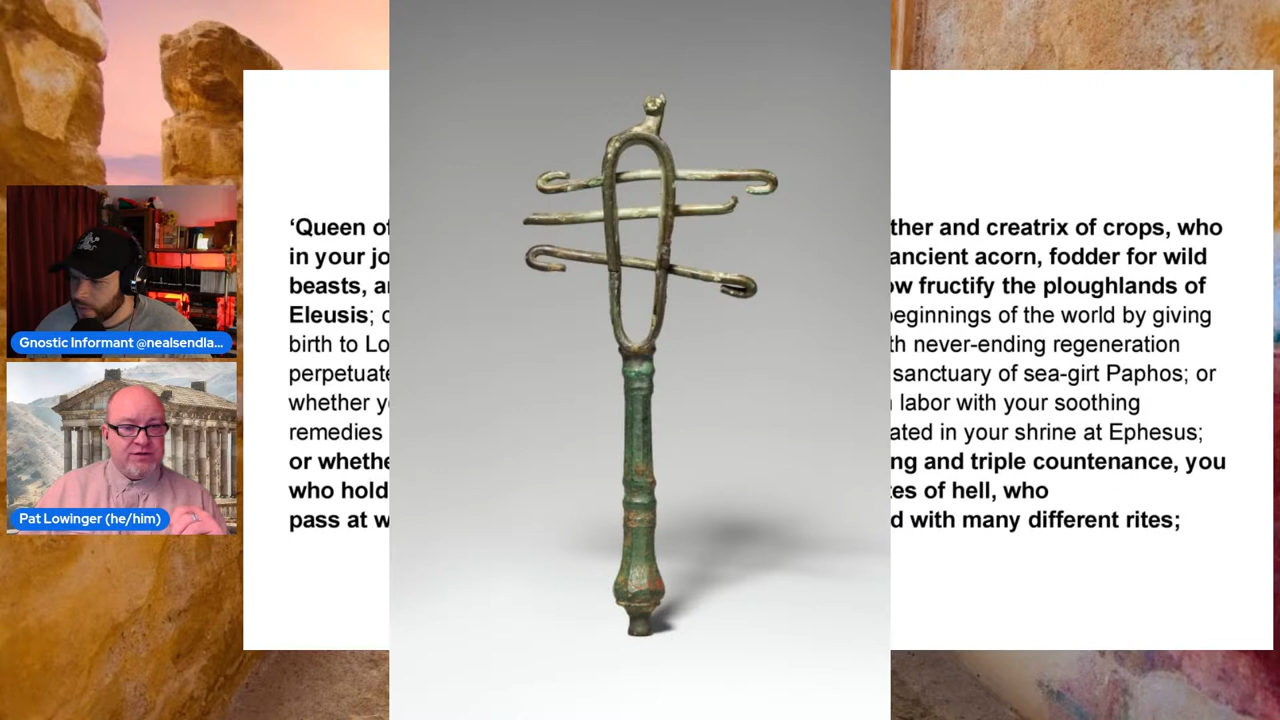 ‘Queen of ther and creatrix of crops, who
in your jo ancient acorn, fodder for wild
beasts, a ow fructify the ploughlands of
Eleusis; eginnings of the world by giving
birth to Lo th never-ending regeneration
perpetuate sanctuary of sea-girt Paphos; or
whether y labor with your soothing
remedies ated in your shrine at Ephesus;
or whethe ng and triple countenance, you
who hold es of hell, who
pass at w d with many different rites;
Gnostic Informant @nealsendla...
Pat Lowinger (he/him)